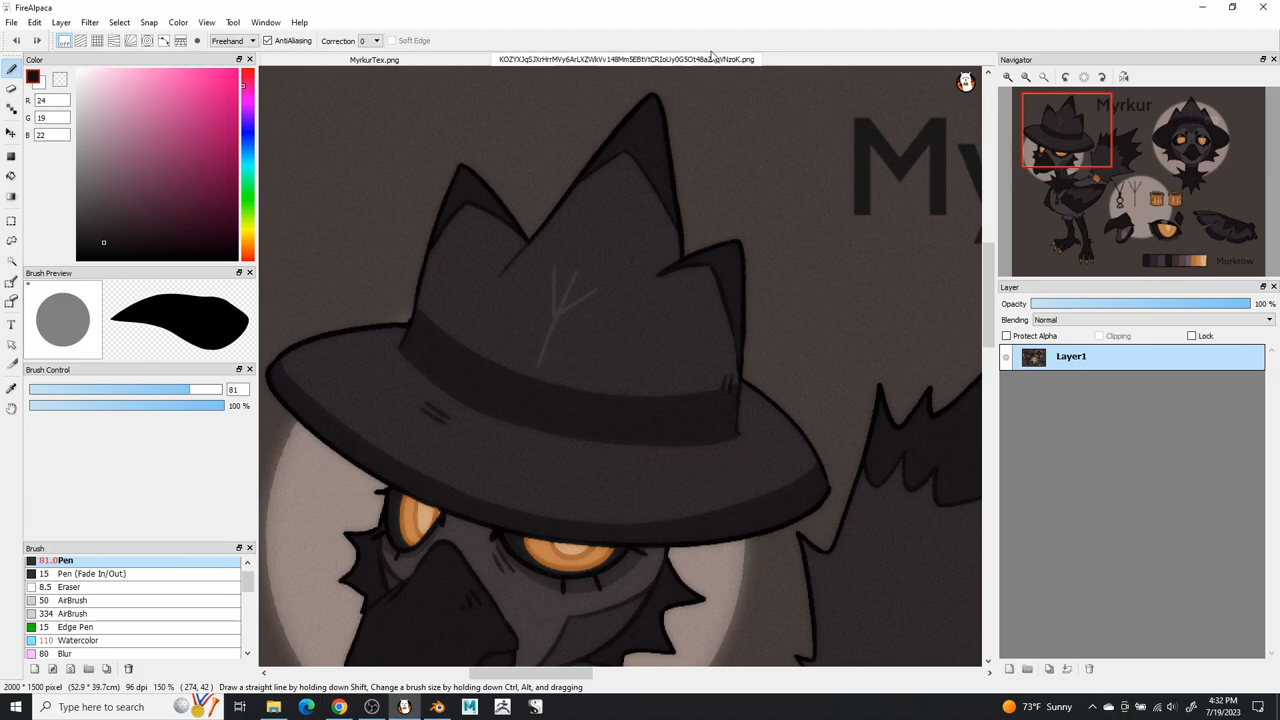 FireAlpaca
File Edit Layer Filter Select Snap Color View Tool Window Help
off Freehand AntiAliasing Correction 0 Soft Edge
Color
MyrkurTex.png
Navigator
R 24
G 19
B 22
My
Myrkur
Murkrow
Brush Preview
Layer
Opacity 100 %
Blending Normal
Protect Alpha Clipping Lock
Layer1
Brush Control
81
100 %
Brush
81.0 Pen
15 Pen (Fade In/Out)
8.5 Eraser
50 AirBrush
334 AirBrush
15 Edge Pen
110 Watercolor
80 Blur
2000 * 1500 pixel (52.9 * 39.7cm) 96 dpi 150 % ( 274, 42 ) Draw a straight line by holding down Shift, Change a brush size by holding down Ctrl, Alt, and dragging
Type here to search
73°F Sunny
4:32 PM
7/19/2023